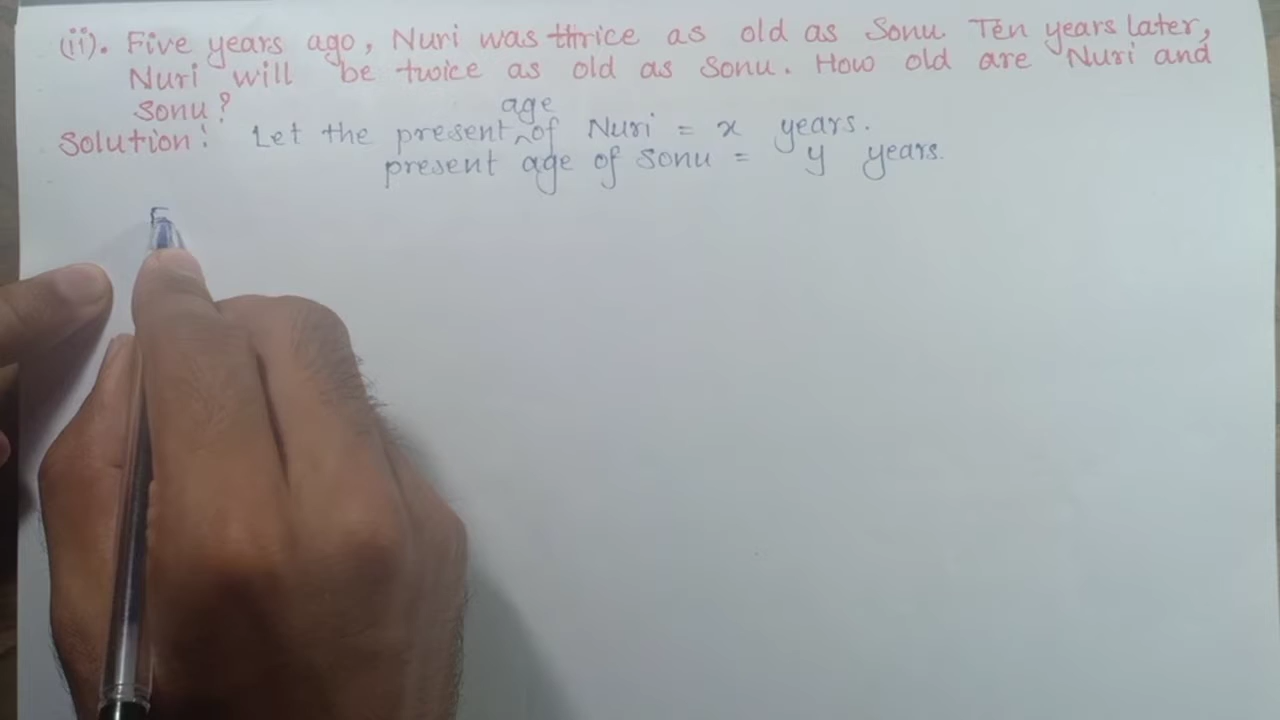 (ii). Five years ago, Nuri was thrice as old as Sonu. Ten years later,
Nuri will be twice as old as Sonu. How old are Nuri and
Sonu?
age
Solution: Let the present ^ of Nuri = x years.
present age of Sonu = y years.
F